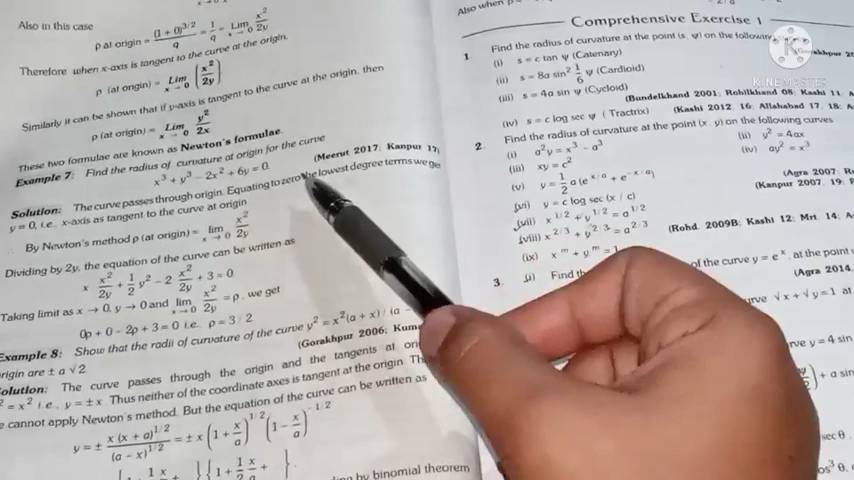 Also in this case
ρ at origin = (1 + 0)^{3/2} / q = 1/q = Lim x → 0 x²/2y
Therefore when x-axis is tangent to the curve at the origin,
ρ (at origin) = Lim x → 0 (x²/2y)
Similarly it can be shown that if y-axis is tangent to the curve at the origin, then
ρ (at origin) = Lim x → 0 y²/2x
These two formulae are known as Newton's formulae.
Example 7: Find the radius of curvature at origin for the curve
x³ + y³ − 2x² + 6y = 0. (Meerut 2017; Kanpur 17)
Solution: The curve passes through origin. Equating to zero the lowest degree terms we get
y = 0, i.e., x-axis as tangent to the curve at origin
∴ By Newton's method ρ (at origin) = lim x → 0 x²/2y
Dividing by 2y, the equation of the curve can be written as
x x²/2y + 1/2 y² − 2 x²/2y + 3 = 0
Taking limit as x → 0, y → 0 and lim x → 0 x²/2y = ρ, we get
0ρ + 0 − 2ρ + 3 = 0 i.e. ρ = 3/2
Example 8: Show that the radii of curvature of the curve y² = x²(a + x) / (a −
origin are ± a √2 (Gorakhpur 2006;
Solution: The curve passes through the origin and the tangents at
² = x² i.e., y = ± x Thus neither of the coordinate axes is tangent at the origin.
cannot apply Newton's method. But the equation of the curve can be written as
y = ± x (x + a)^{1/2} / (a − x)^{1/2} = ± x (1 + x/a)^{1/2} (1 − x/a)^{−1/2}
{1 + 1/2 x/a +
by binomial theorem
Also when
Comprehensive Exercise 1
1. Find the radius of curvature at the point (s, ψ) on the following
(i) s = c tan ψ (Catenary)
(ii) s = 8a sin² 1/6 ψ (Cardioid)
(iii) s = 4a sin ψ (Cycloid)
(Bundelkhand 2001; Rohilkhand 08; Kashi 11;
(Kashi 2012, 16; Allahabad 17, 18;
(iv) s = c log sec ψ (Tractrix)
2. Find the radius of curvature at the point (x, y) on the following curves
(i) a²y = x³ − a³ (ii) y² = 4ax
(iii) xy = c² (iv) ay² = x³
(v) y = 1/2 a (e^{x/a} + e^{−x/a}) (Agra 2007;
(vi) y = c log sec (x / c) (Kanpur 2007, 19;
(vii) x^{1/2} + y^{1/2} = a^{1/2}
(viii) x^{2/3} + y^{2/3} = a^{2/3} (Rohd. 2009B; Kashi 12; Mrt. 14;
(ix) x^m + y^m = 1
3. (i) Find of the curve y = e^x, at the point
(Agra 2014,
curve √x + √y = 1 at
y = 4 sin
+ a sin
sec θ
cos³ θ,
MADE WITH
KINEMASTER